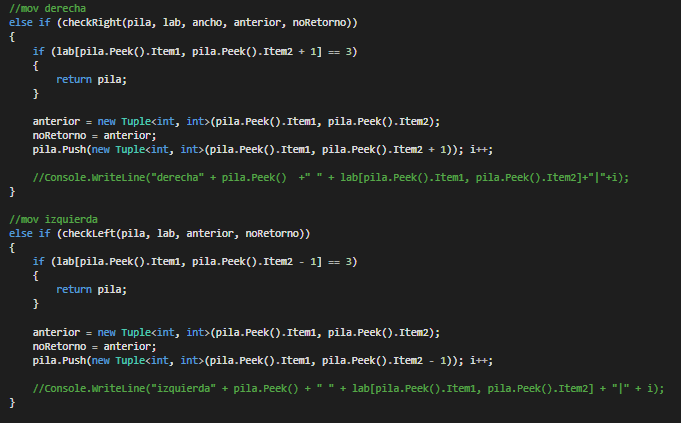 //mov derecha
else if (checkRight(pila, lab, ancho, anterior, noRetorno))
{
if (lab[pila.Peek().Item1, pila.Peek().Item2 + 1] == 3)
{
return pila;
}
anterior = new Tuple<int, int>(pila.Peek().Item1, pila.Peek().Item2);
noRetorno = anterior;
pila.Push(new Tuple<int, int>(pila.Peek().Item1, pila.Peek().Item2 + 1)); i++;
//Console.WriteLine("derecha" + pila.Peek()  +" " + lab[pila.Peek().Item1, pila.Peek().Item2]+"|"+i);
}
//mov izquierda
else if (checkLeft(pila, lab, anterior, noRetorno))
{
if (lab[pila.Peek().Item1, pila.Peek().Item2 - 1] == 3)
{
return pila;
}
anterior = new Tuple<int, int>(pila.Peek().Item1, pila.Peek().Item2);
noRetorno = anterior;
pila.Push(new Tuple<int, int>(pila.Peek().Item1, pila.Peek().Item2 - 1)); i++;
//Console.WriteLine("izquierda" + pila.Peek() + " " + lab[pila.Peek().Item1, pila.Peek().Item2] + "|" + i);
}